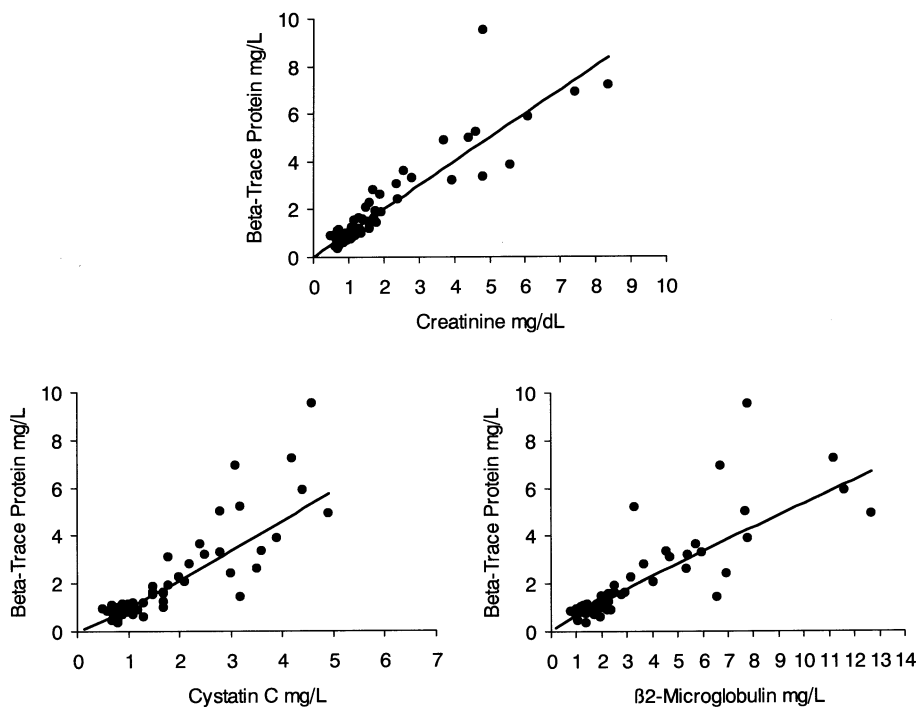 Beta-Trace Protein mg/L
10
8
6
4
2
0
0 1 2 3 4 5 6 7 8 9 10
Creatinine mg/dL
Beta-Trace Protein mg/L
10
8
6
4
2
0
0 1 2 3 4 5 6 7
Cystatin C mg/L
Beta-Trace Protein mg/L
10
8
6
4
2
0
0 1 2 3 4 5 6 7 8 9 10 11 12 13 14
ß2-Microglobulin mg/L